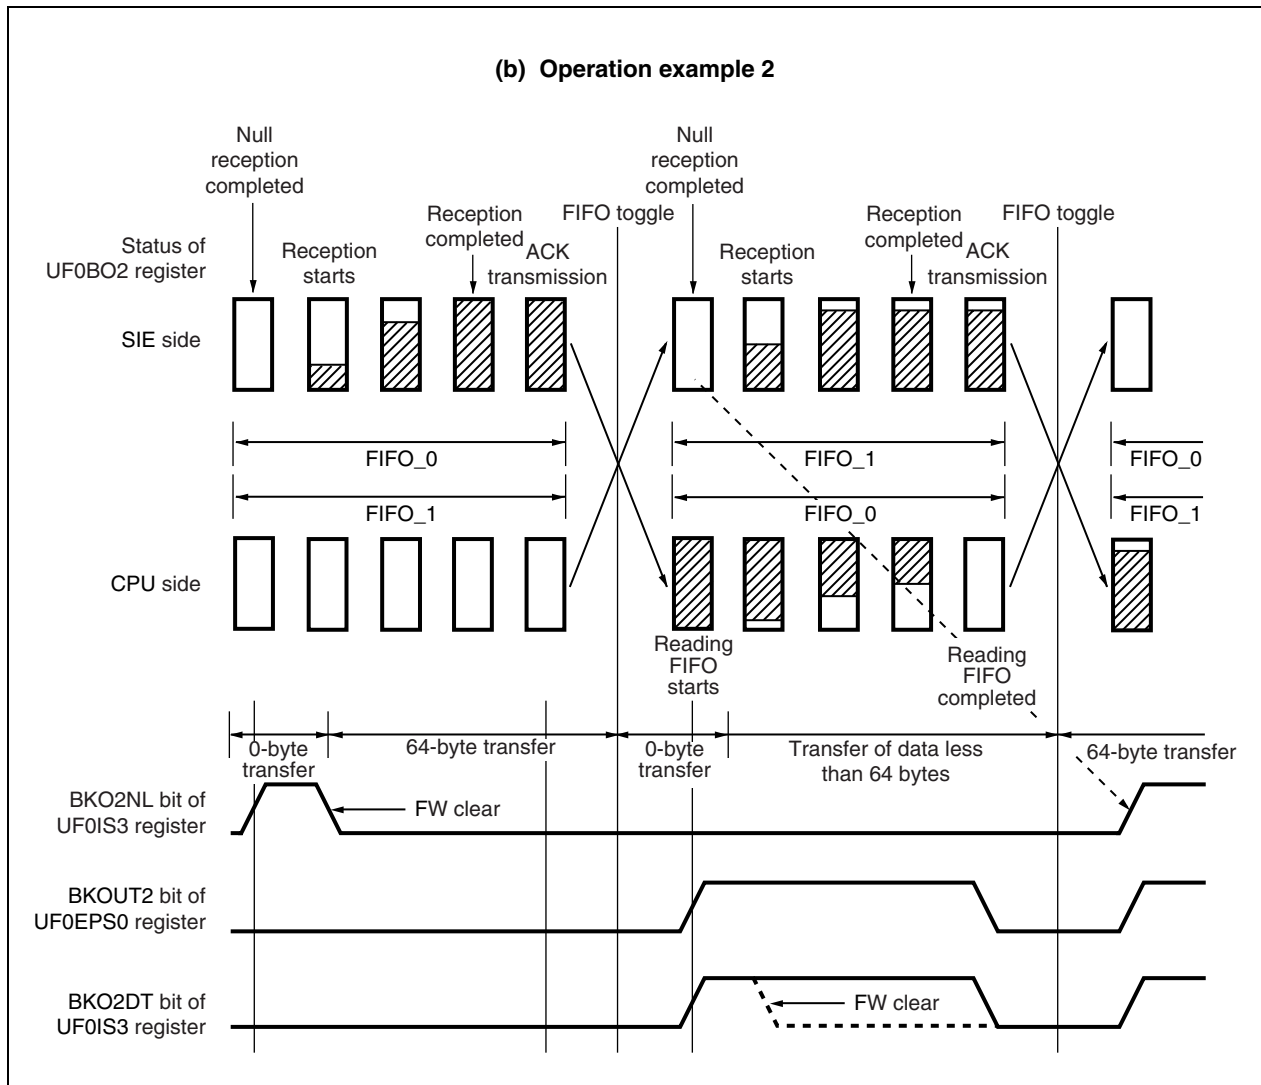 (b) Operation example 2
Null
reception
completed
Null
reception
completed
Reception
completed
FIFO toggle
Reception
completed
FIFO toggle
Status of
UF0BO2 register
Reception
starts
ACK
transmission
Reception
starts
ACK
transmission
SIE side
FIFO_0
FIFO_1
FIFO_0
FIFO_1
FIFO_0
FIFO_1
CPU side
Reading
FIFO
starts
Reading
FIFO
completed
0-byte
transfer
64-byte transfer
0-byte
transfer
Transfer of data less
than 64 bytes
64-byte transfer
BKO2NL bit of
UF0IS3 register
FW clear
BKOUT2 bit of
UF0EPS0 register
BKO2DT bit of
UF0IS3 register
FW clear